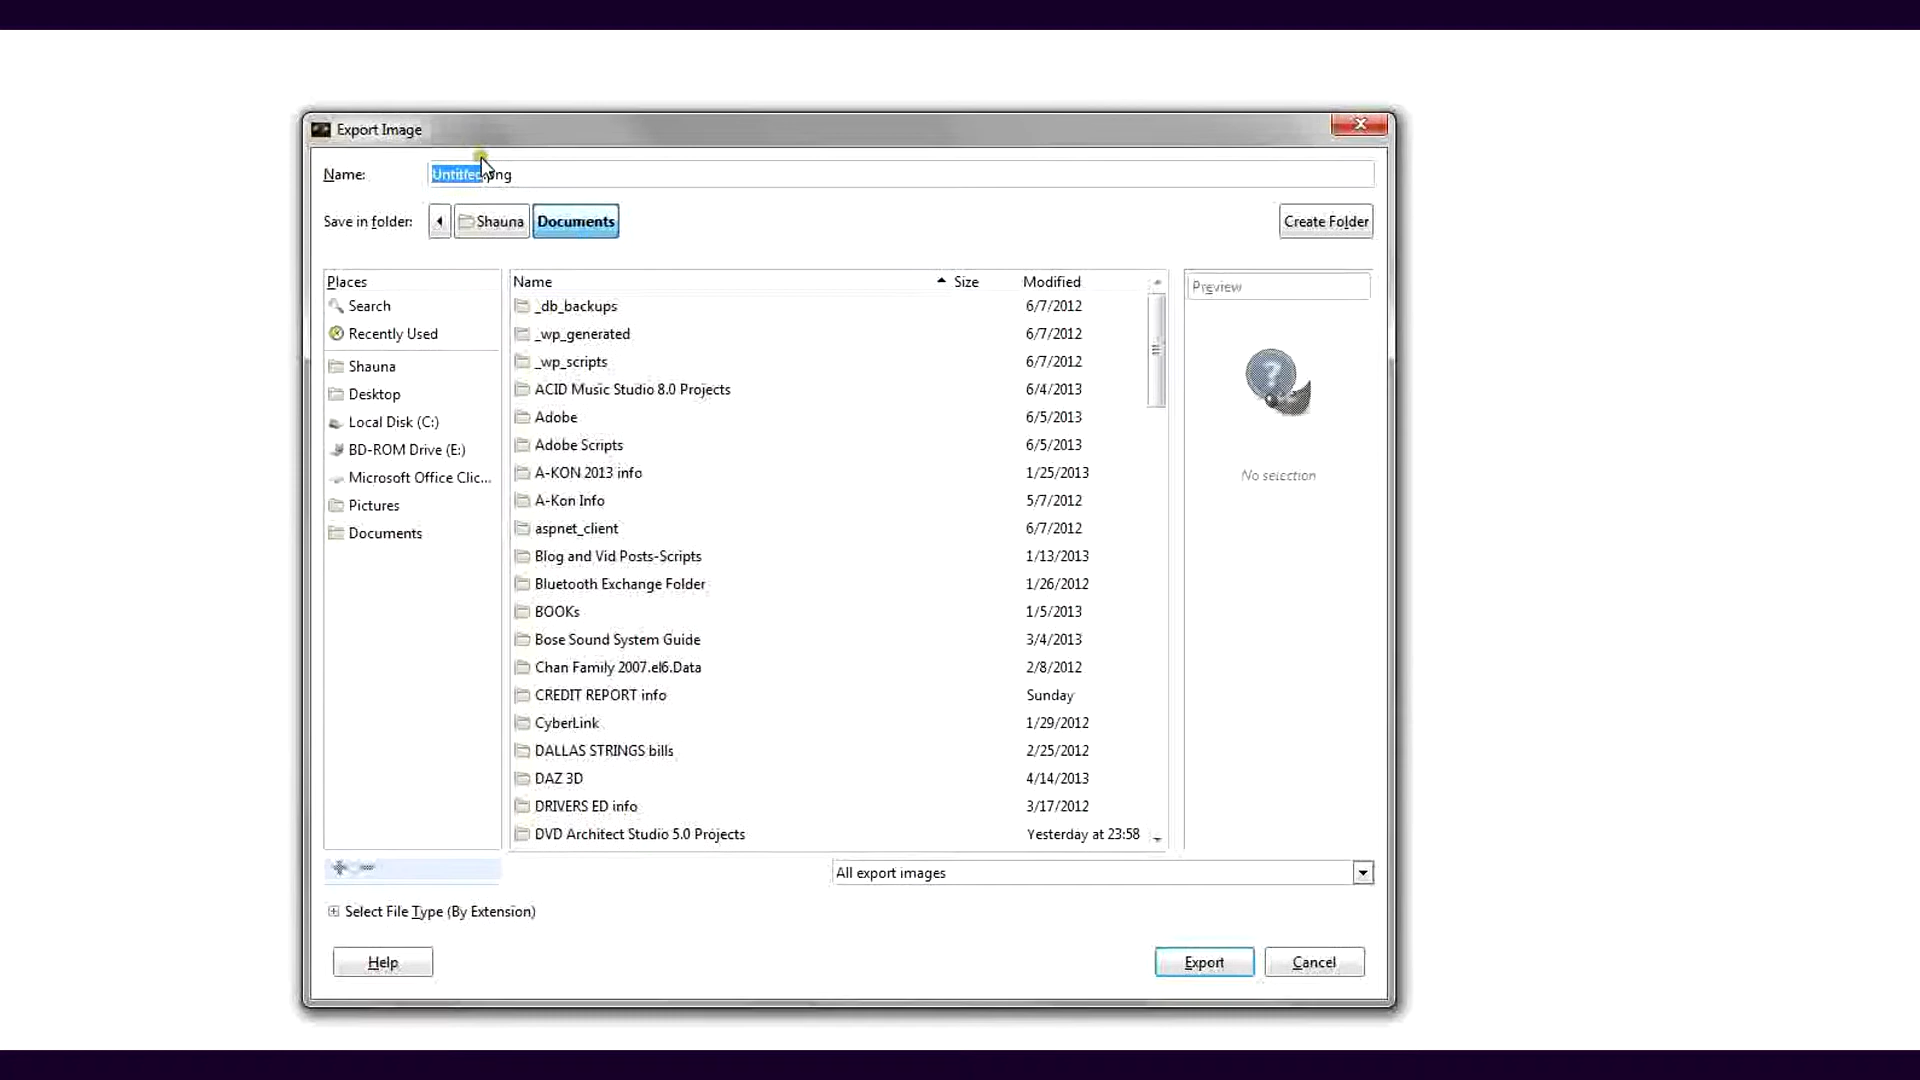 Export Image
Name: Untitled.png
Save in folder: Shauna Documents Create Folder
Places
Search
Recently Used
Shauna
Desktop
Local Disk (C:)
BD-ROM Drive (E:)
Microsoft Office Clic...
Pictures
Documents
Name Size Modified
_db_backups 6/7/2012
_wp_generated 6/7/2012
_wp_scripts 6/7/2012
ACID Music Studio 8.0 Projects 6/4/2013
Adobe 6/5/2013
Adobe Scripts 6/5/2013
A-KON 2013 info 1/25/2013
A-Kon Info 5/7/2012
aspnet_client 6/7/2012
Blog and Vid Posts-Scripts 1/13/2013
Bluetooth Exchange Folder 1/26/2012
BOOKs 1/5/2013
Bose Sound System Guide 3/4/2013
Chan Family 2007.el6.Data 2/8/2012
CREDIT REPORT info Sunday
CyberLink 1/29/2012
DALLAS STRINGS bills 2/25/2012
DAZ 3D 4/14/2013
DRIVERS ED info 3/17/2012
DVD Architect Studio 5.0 Projects Yesterday at 23:58
Preview
No selection
All export images
Select File Type (By Extension)
Help Export Cancel